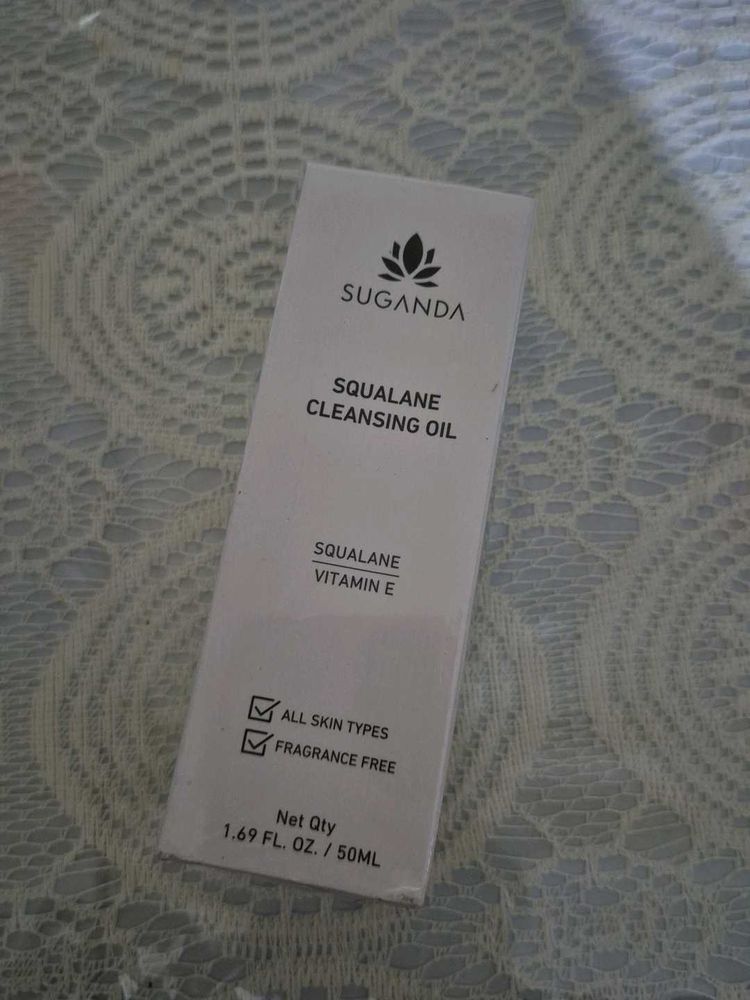 SUGANDA
SQUALANE
CLEANSING OIL
SQUALANE
VITAMIN E
ALL SKIN TYPES
FRAGRANCE FREE
Net Qty
1.69 FL. OZ. / 50ML